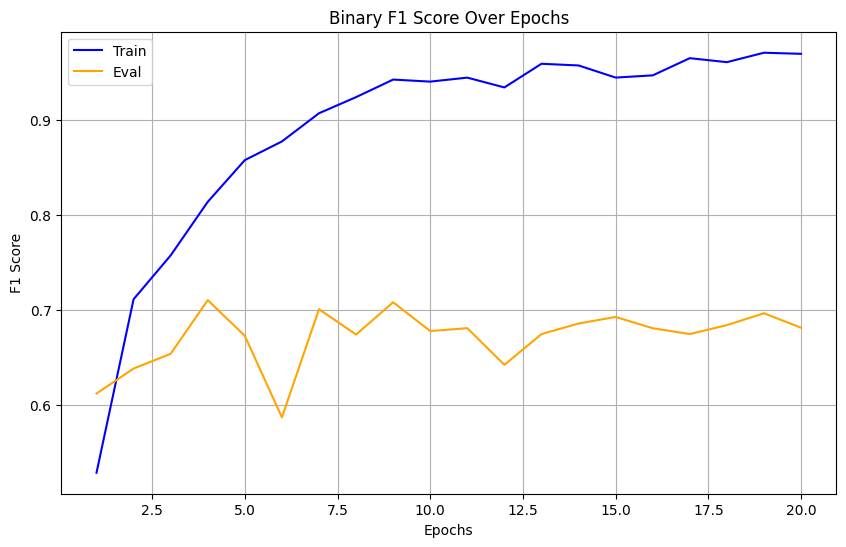 Binary F1 Score Over Epochs
Train
Eval
F1 Score
0.9
0.8
0.7
0.6
2.5 5.0 7.5 10.0 12.5 15.0 17.5 20.0
Epochs